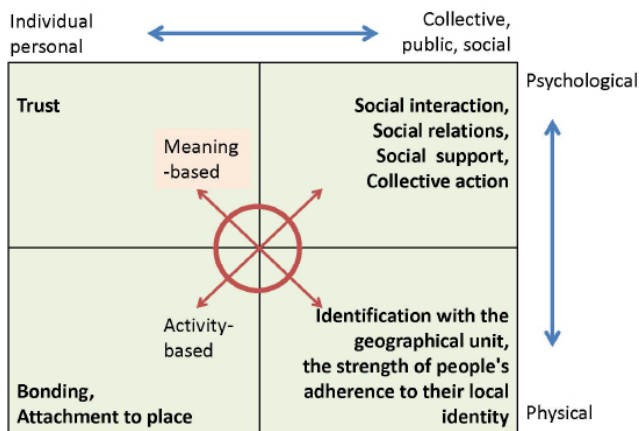 Individual
personal
Collective,
public, social
Psychological
Trust
Social interaction,
Social relations,
Social support,
Collective action
Meaning
-based
Activity-
based
Identification with the
geographical unit,
the strength of people's
adherence to their local
identity
Bonding,
Attachment to place
Physical